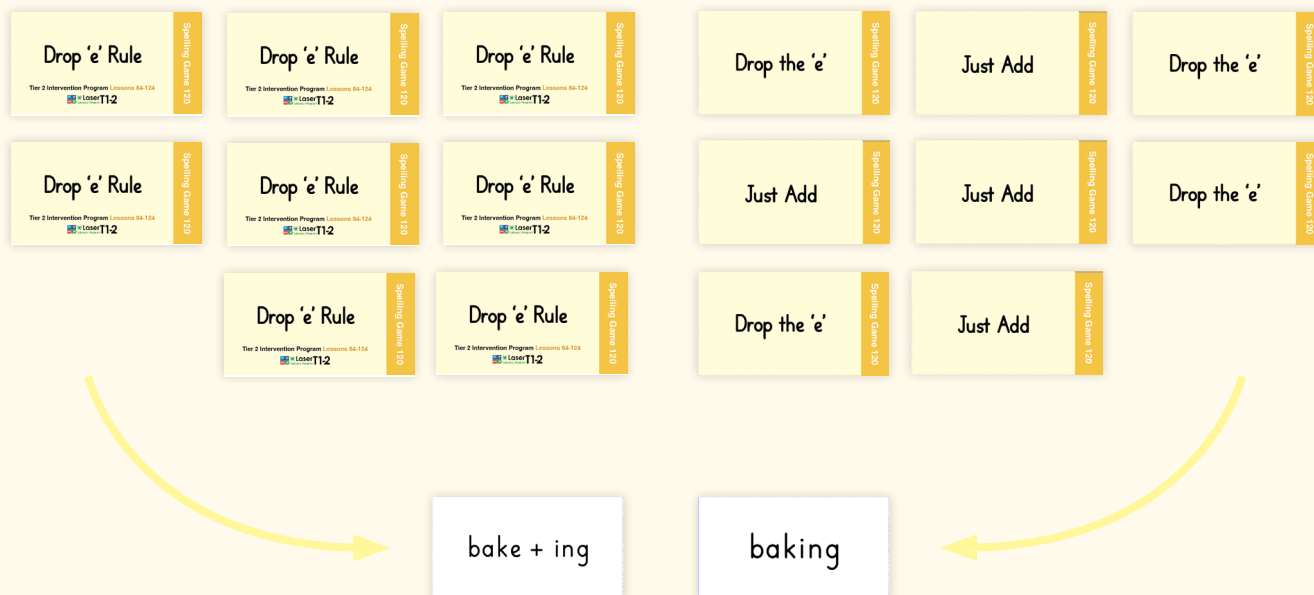 Drop 'e' Rule
Tier 2 Intervention Program Lessons 84-124
LaserT1-2
Spelling Game 120
Drop 'e' Rule
Tier 2 Intervention Program Lessons 84-124
LaserT1-2
Spelling Game 120
Drop 'e' Rule
Tier 2 Intervention Program Lessons 84-124
LaserT1-2
Spelling Game 120
Drop the 'e'
Spelling Game 120
Just Add
Spelling Game 120
Drop the 'e'
Spelling Game 120
Drop 'e' Rule
Tier 2 Intervention Program Lessons 84-124
LaserT1-2
Spelling Game 120
Drop 'e' Rule
Tier 2 Intervention Program Lessons 84-124
LaserT1-2
Spelling Game 120
Drop 'e' Rule
Tier 2 Intervention Program Lessons 84-124
LaserT1-2
Spelling Game 120
Just Add
Spelling Game 120
Just Add
Spelling Game 120
Drop the 'e'
Spelling Game 120
Drop 'e' Rule
Tier 2 Intervention Program Lessons 84-124
LaserT1-2
Spelling Game 120
Drop 'e' Rule
Tier 2 Intervention Program Lessons 84-124
LaserT1-2
Spelling Game 120
Drop the 'e'
Spelling Game 120
Just Add
Spelling Game 120
bake + ing
baking